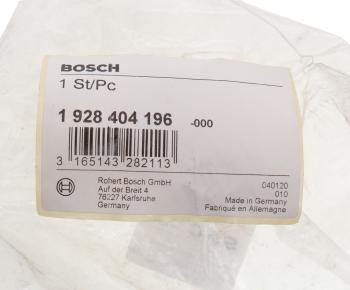 BOSCH
1 St/Pc
1 928 404 196 -000
3 165143 282113
Robert Bosch GmbH
Auf der Breit 4
76227 Karlsruhe
Germany
040120
010
Made in Germany
Fabriqué en Allemagne